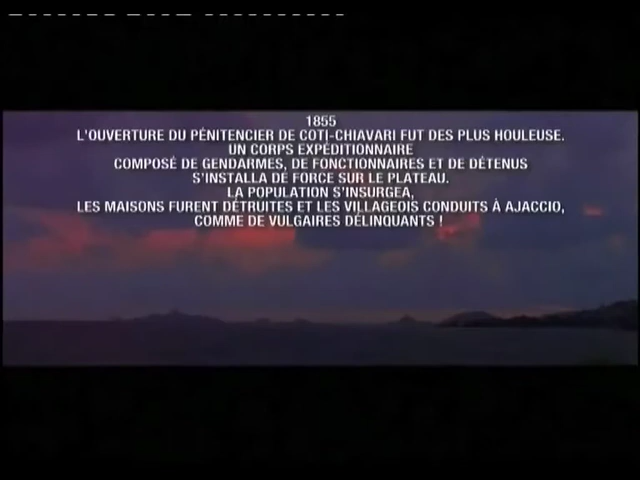 1855
L'OUVERTURE DU PÉNITENCIER DE COTI-CHIAVARI FUT DES PLUS HOULEUSE.
UN CORPS EXPÉDITIONNAIRE
COMPOSÉ DE GENDARMES, DE FONCTIONNAIRES ET DE DÉTENUS
S'INSTALLA DE FORCE SUR LE PLATEAU.
LA POPULATION S'INSURGEA,
LES MAISONS FURENT DÉTRUITES ET LES VILLAGEOIS CONDUITS À AJACCIO,
COMME DE VULGAIRES DÉLINQUANTS !